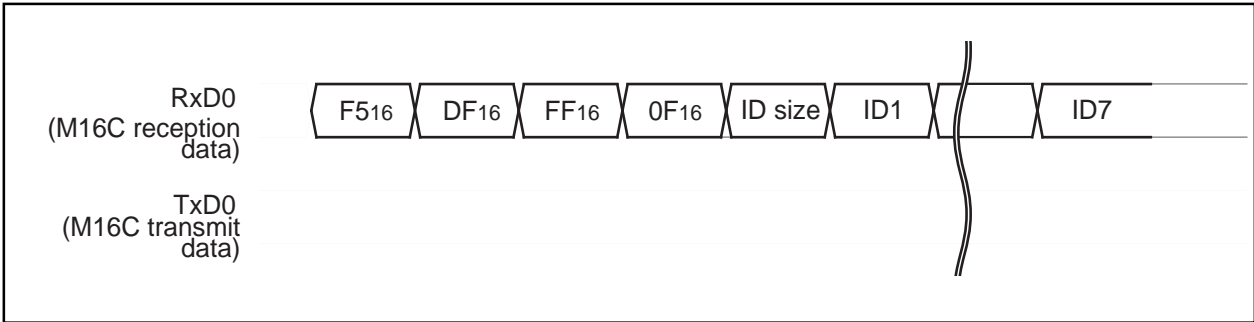 RxD0
(M16C reception
data)
F516 DF16 FF16 0F16 ID size ID1 ID7
TxD0
(M16C transmit
data)